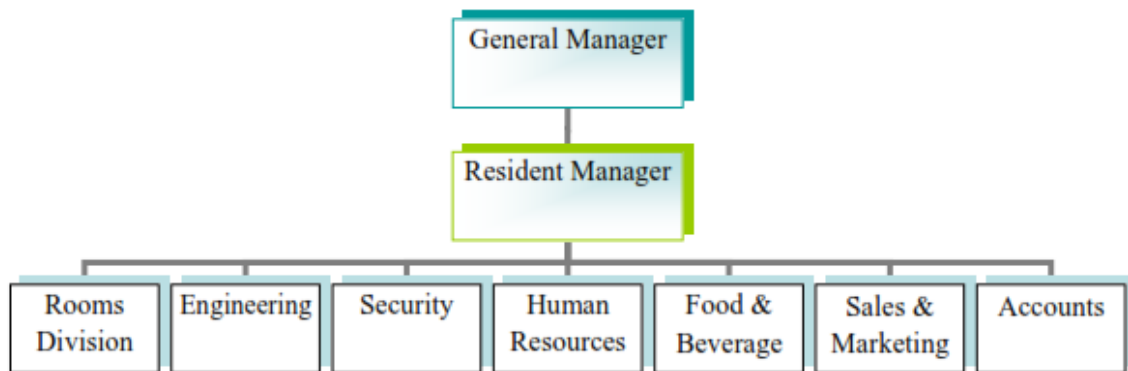 General Manager
Resident Manager
Rooms
Division
Engineering
Security
Human
Resources
Food &
Beverage
Sales &
Marketing
Accounts